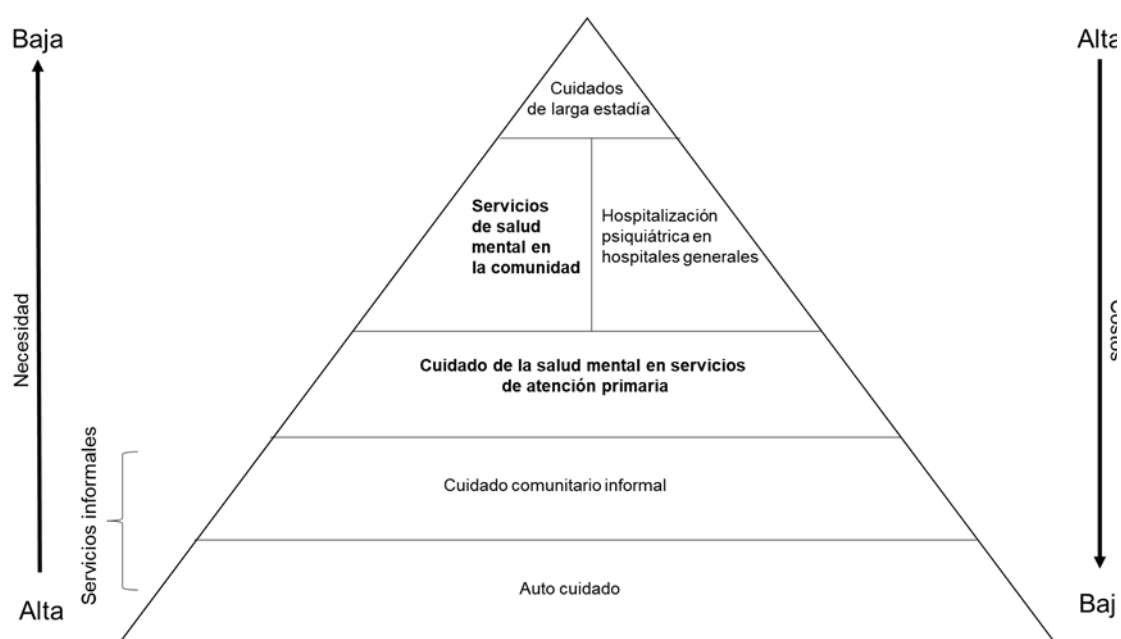 Baja
Alta
Cuidados
de larga estadía
Servicios
de salud
mental en
la comunidad
Hospitalización
psiquiátrica en
hospitales generales
Necesidad
Costos
Cuidado de la salud mental en servicios
de atención primaria
Servicios informales
Cuidado comunitario informal
Auto cuidado
Alta
Baj